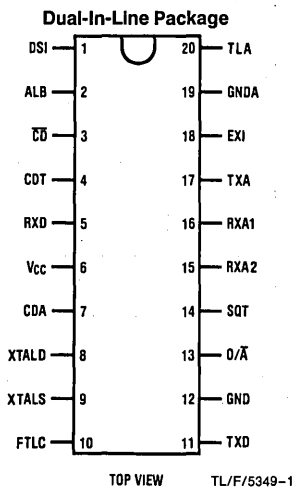 Dual-In-Line Package
DSI 1 20 TLA
ALB 2 19 GNDA
C̅D̅ 3 18 EXI
CDT 4 17 TXA
RXD 5 16 RXA1
VCC 6 15 RXA2
CDA 7 14 SQT
XTALD 8 13 O/A̅
XTALS 9 12 GND
FTLC 10 11 TXD
TOP VIEW TL/F/5349-1